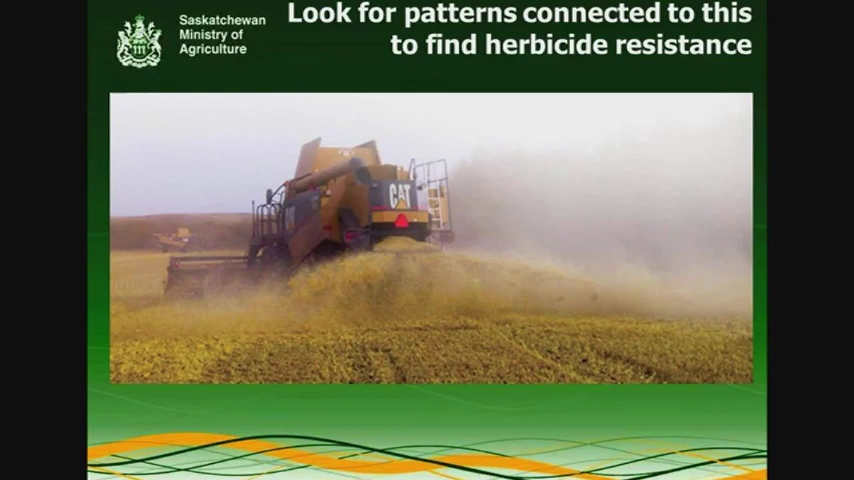 Saskatchewan
Ministry of
Agriculture
Look for patterns connected to this
to find herbicide resistance
CAT